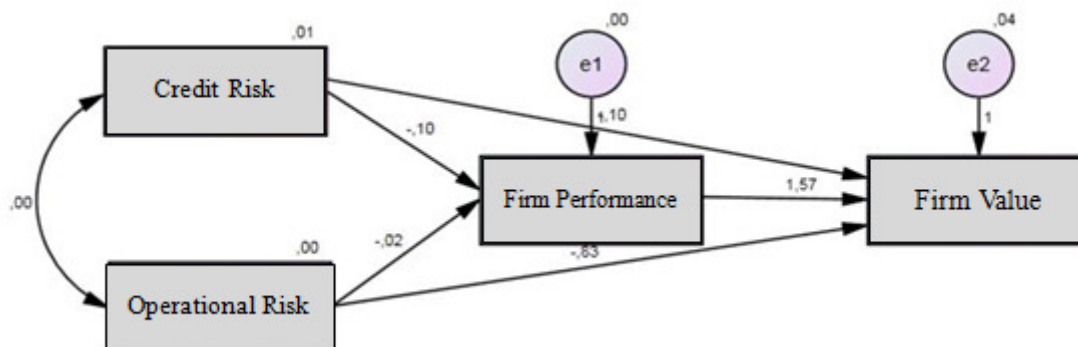 ,00
,04
,01
e1
e2
Credit Risk
1
,10
1
-,10
1,57
Firm Performance
Firm Value
,00
,00
-,02
-,83
Operational Risk